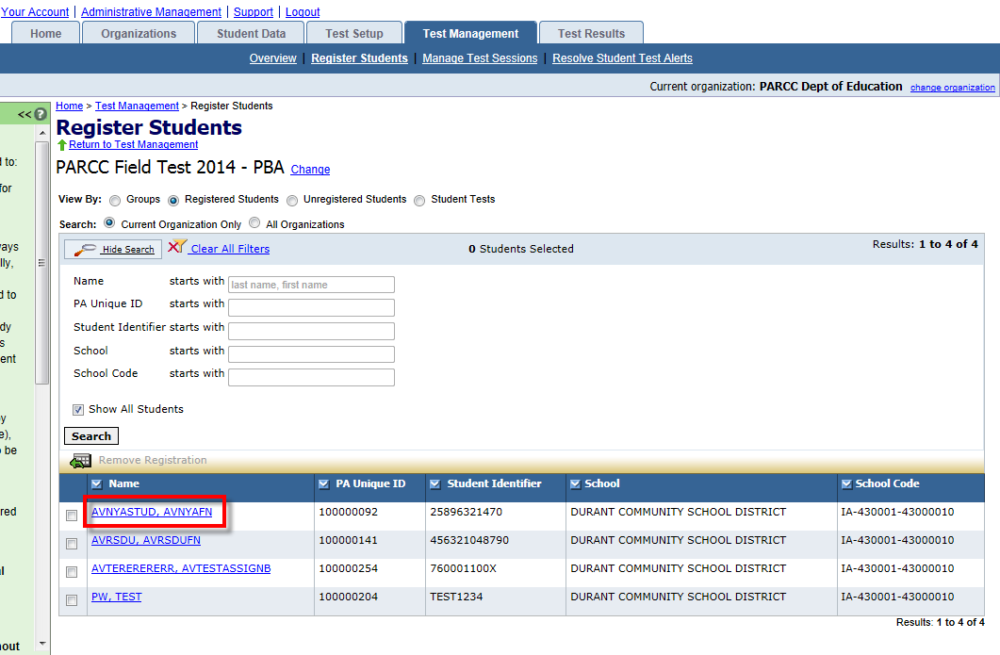 Your Account | Administrative Management | Support | Logout
Home Organizations Student Data Test Setup Test Management Test Results
Overview | Register Students | Manage Test Sessions | Resolve Student Test Alerts
Current organization: PARCC Dept of Education change organization
<< ?
Home > Test Management > Register Students
Register Students
Return to Test Management
d to:
PARCC Field Test 2014 - PBA Change
for
View By: Groups Registered Students Unregistered Students Student Tests
Search: Current Organization Only All Organizations
ways
Hide Search Clear All Filters 0 Students Selected Results: 1 to 4 of 4
lly,
Name starts with last name, first name
d to
PA Unique ID starts with
dy
Student Identifier starts with
s
School starts with
ent
School Code starts with
Show All Students
y
e),
Search
o be
Remove Registration
Name PA Unique ID Student Identifier School School Code
red
AVNYASTUD, AVNYAFN 100000092 25896321470 DURANT COMMUNITY SCHOOL DISTRICT IA-430001-43000010
AVRSDU, AVRSDUFN 100000141 456321048790 DURANT COMMUNITY SCHOOL DISTRICT IA-430001-43000010
AVTERERERERR, AVTESTASSIGNB 100000254 760001100X DURANT COMMUNITY SCHOOL DISTRICT IA-430001-43000010
al
PW, TEST 100000204 TEST1234 DURANT COMMUNITY SCHOOL DISTRICT IA-430001-43000010
Results: 1 to 4 of 4
hout